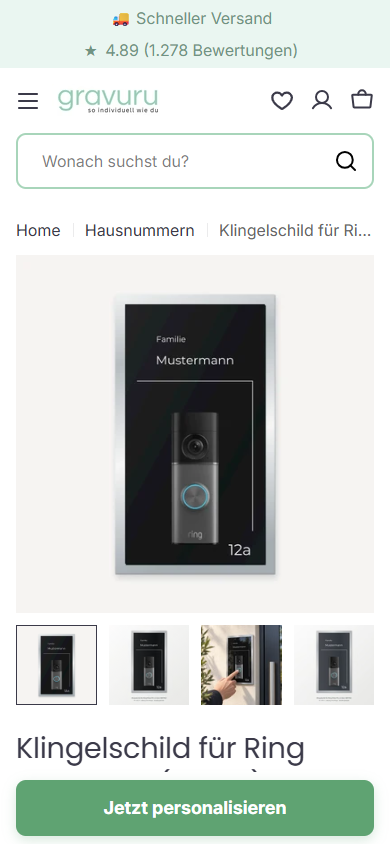 🚚 Schneller Versand
★ 4.89 (1.278 Bewertungen)
gravuru
so individuell wie du
Wonach suchst du?
Home Hausnummern Klingelschild für Ri...
Familie
Mustermann
ring
12a
Klingelschild für Ring
Jetzt personalisieren